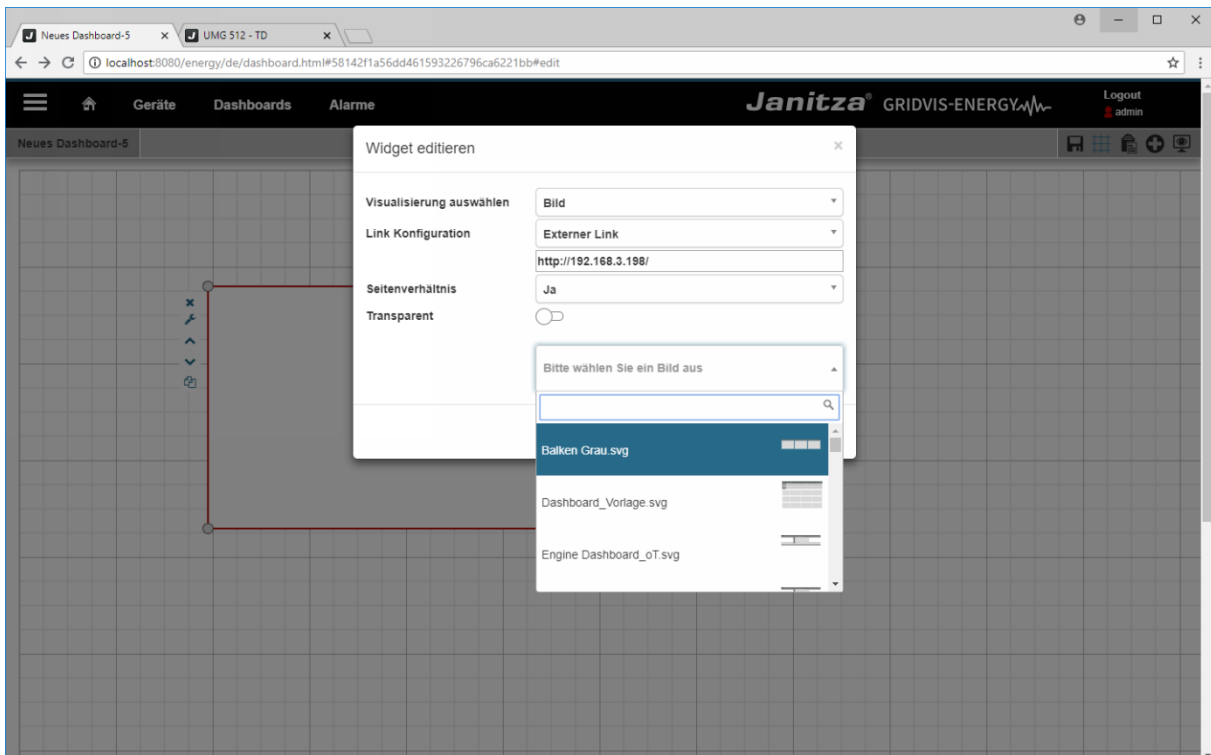 Neues Dashboard-5
UMG 512 - TD
localhost:8080/energy/de/dashboard.html#58142f1a56dd461593226796ca6221bb#edit
Geräte Dashboards Alarme
Janitza® GRIDVIS-ENERGY
Logout
admin
Neues Dashboard-5
Widget editieren
Visualisierung auswählen Bild
Link Konfiguration Externer Link
http://192.168.3.198/
Seitenverhältnis Ja
Transparent
Bitte wählen Sie ein Bild aus
Balken Grau.svg
Dashboard_Vorlage.svg
Engine Dashboard_oT.svg